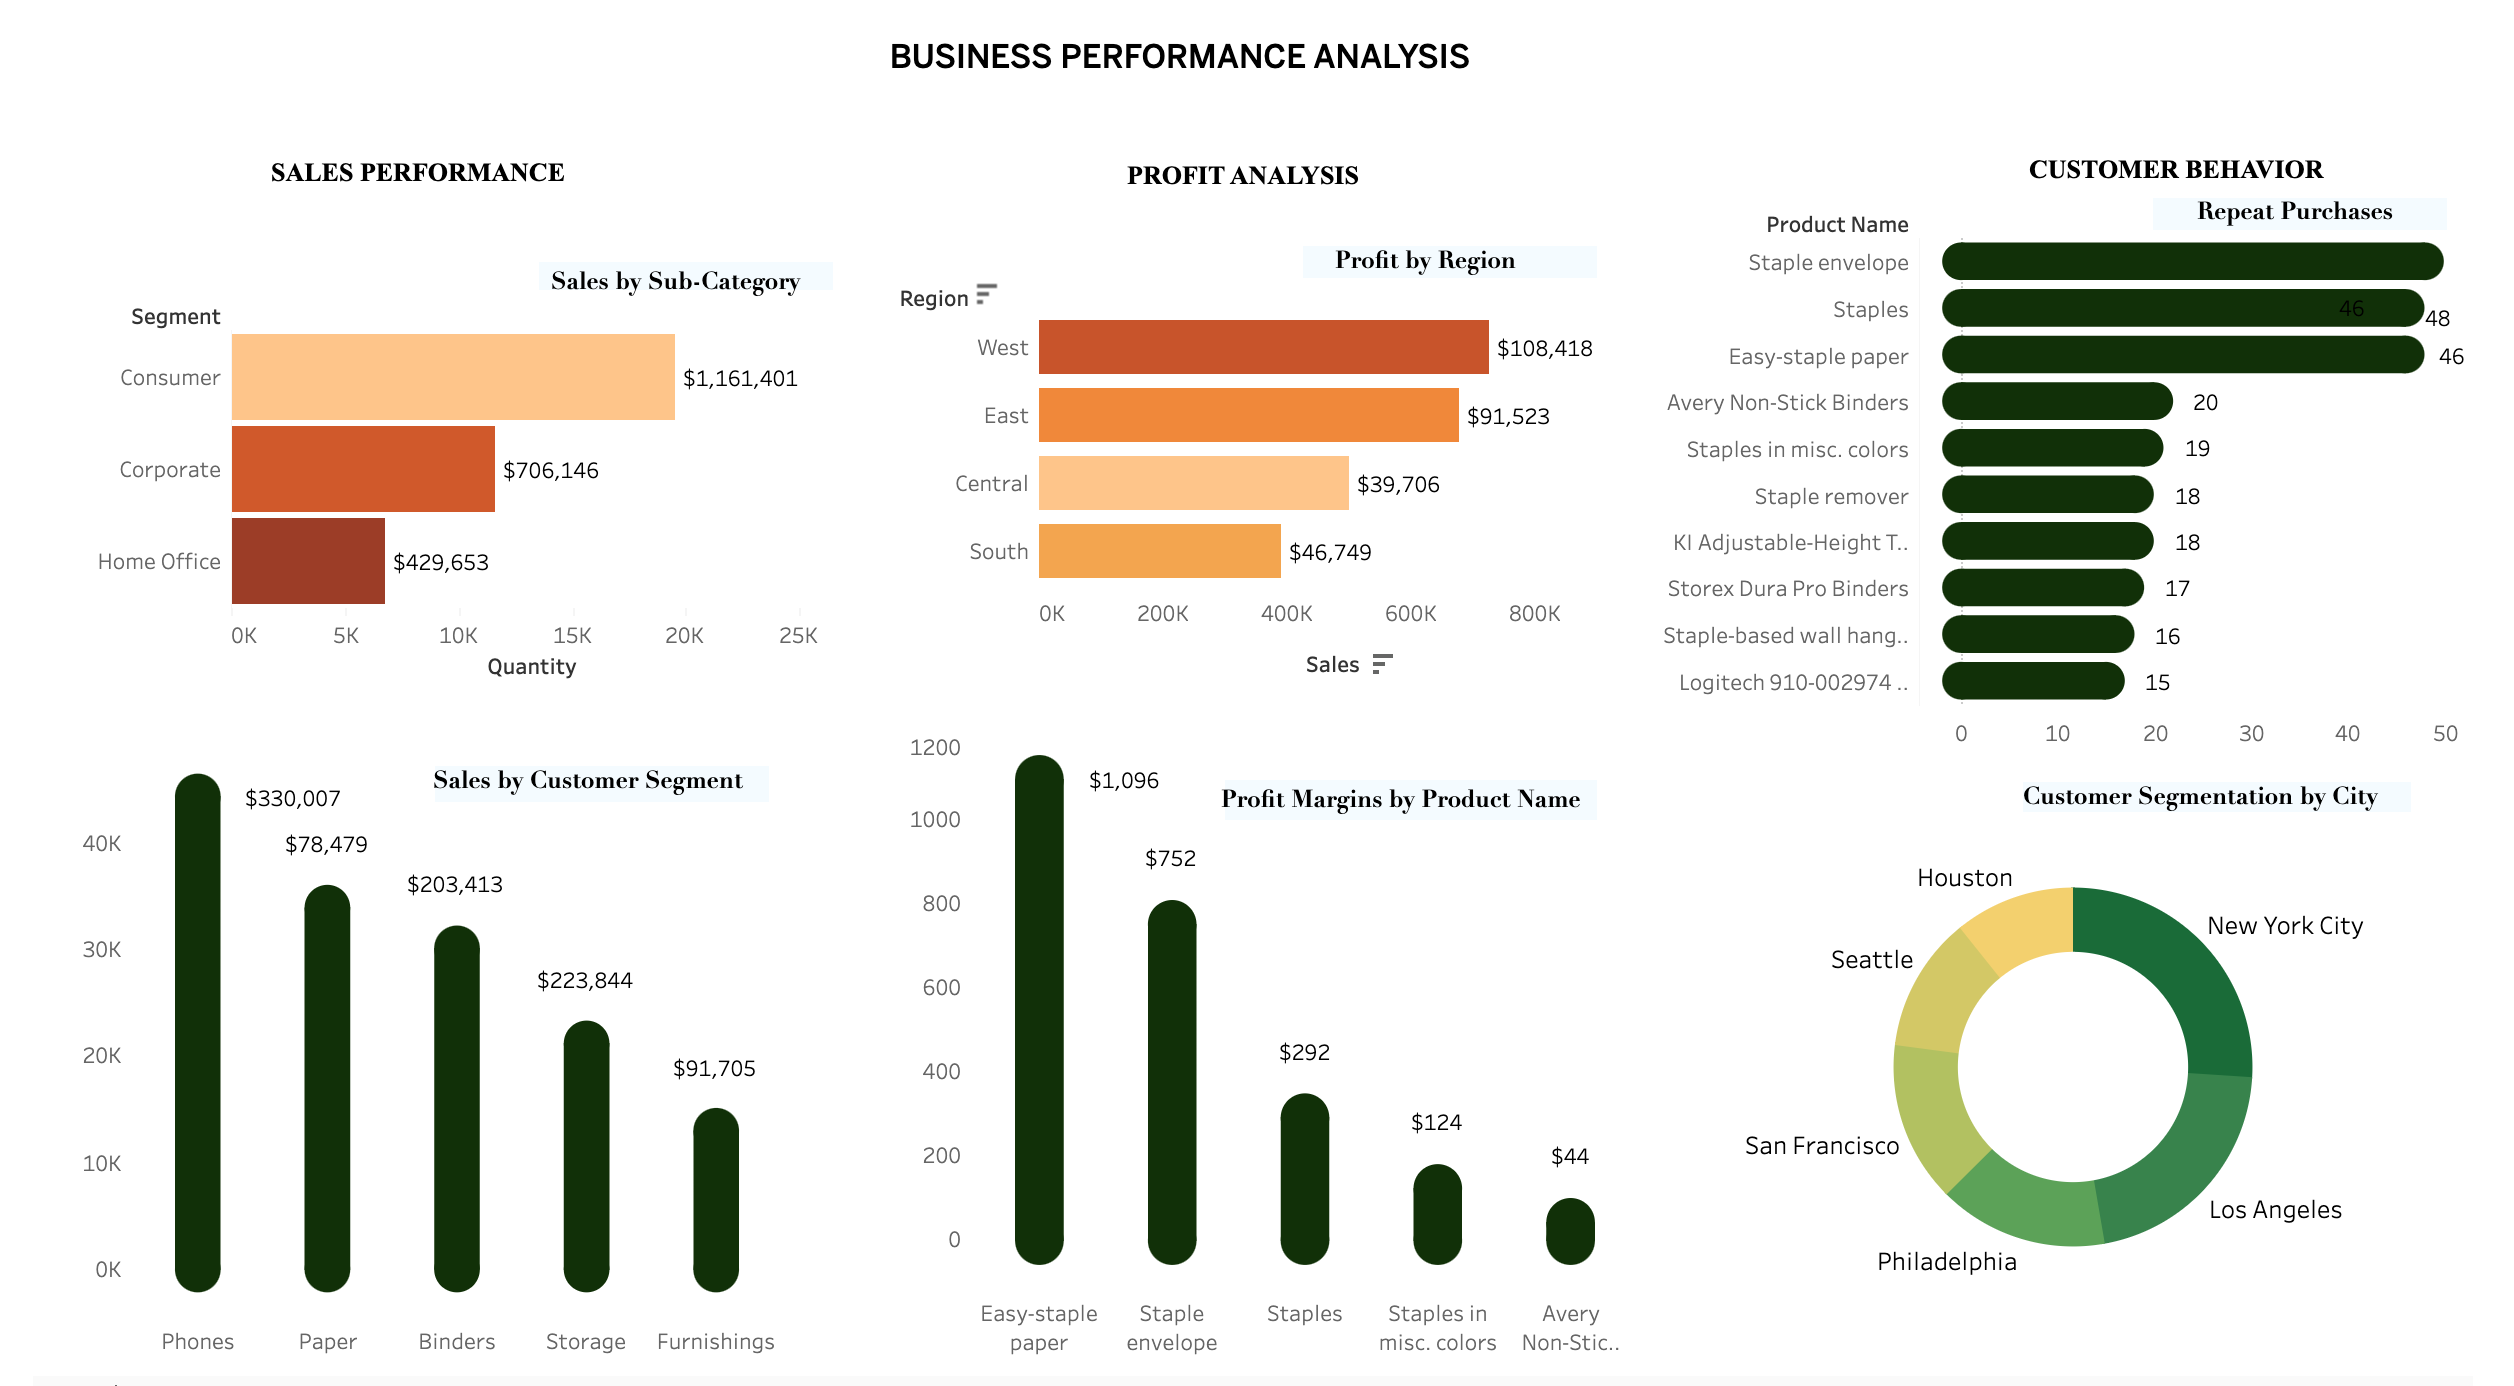 BUSINESS PERFORMANCE ANALYSIS
SALES PERFORMANCE
Sales by Sub-Category
Segment
Consumer $1,161,401
Corporate $706,146
Home Office $429,653
0K 5K 10K 15K 20K 25K
Quantity
Sales by Customer Segment
$330,007
$78,479
$203,413
$223,844
$91,705
40K
30K
20K
10K
0K
Phones Paper Binders Storage Furnishings
PROFIT ANALYSIS
Profit by Region
Region
West $108,418
East $91,523
Central $39,706
South $46,749
0K 200K 400K 600K 800K
Sales
Profit Margins by Product Name
1200
1000
800
600
400
200
0
$1,096
$752
$292
$124
$44
Easy-staple paper
Staple envelope
Staples
Staples in misc. colors
Avery Non-Stic..
CUSTOMER BEHAVIOR
Repeat Purchases
Product Name
Staple envelope 48
Staples 46
Easy-staple paper 46
Avery Non-Stick Binders 20
Staples in misc. colors 19
Staple remover 18
KI Adjustable-Height T.. 18
Storex Dura Pro Binders 17
Staple-based wall hang.. 16
Logitech 910-002974 .. 15
0 10 20 30 40 50
Customer Segmentation by City
Houston
New York City
Seattle
San Francisco
Los Angeles
Philadelphia